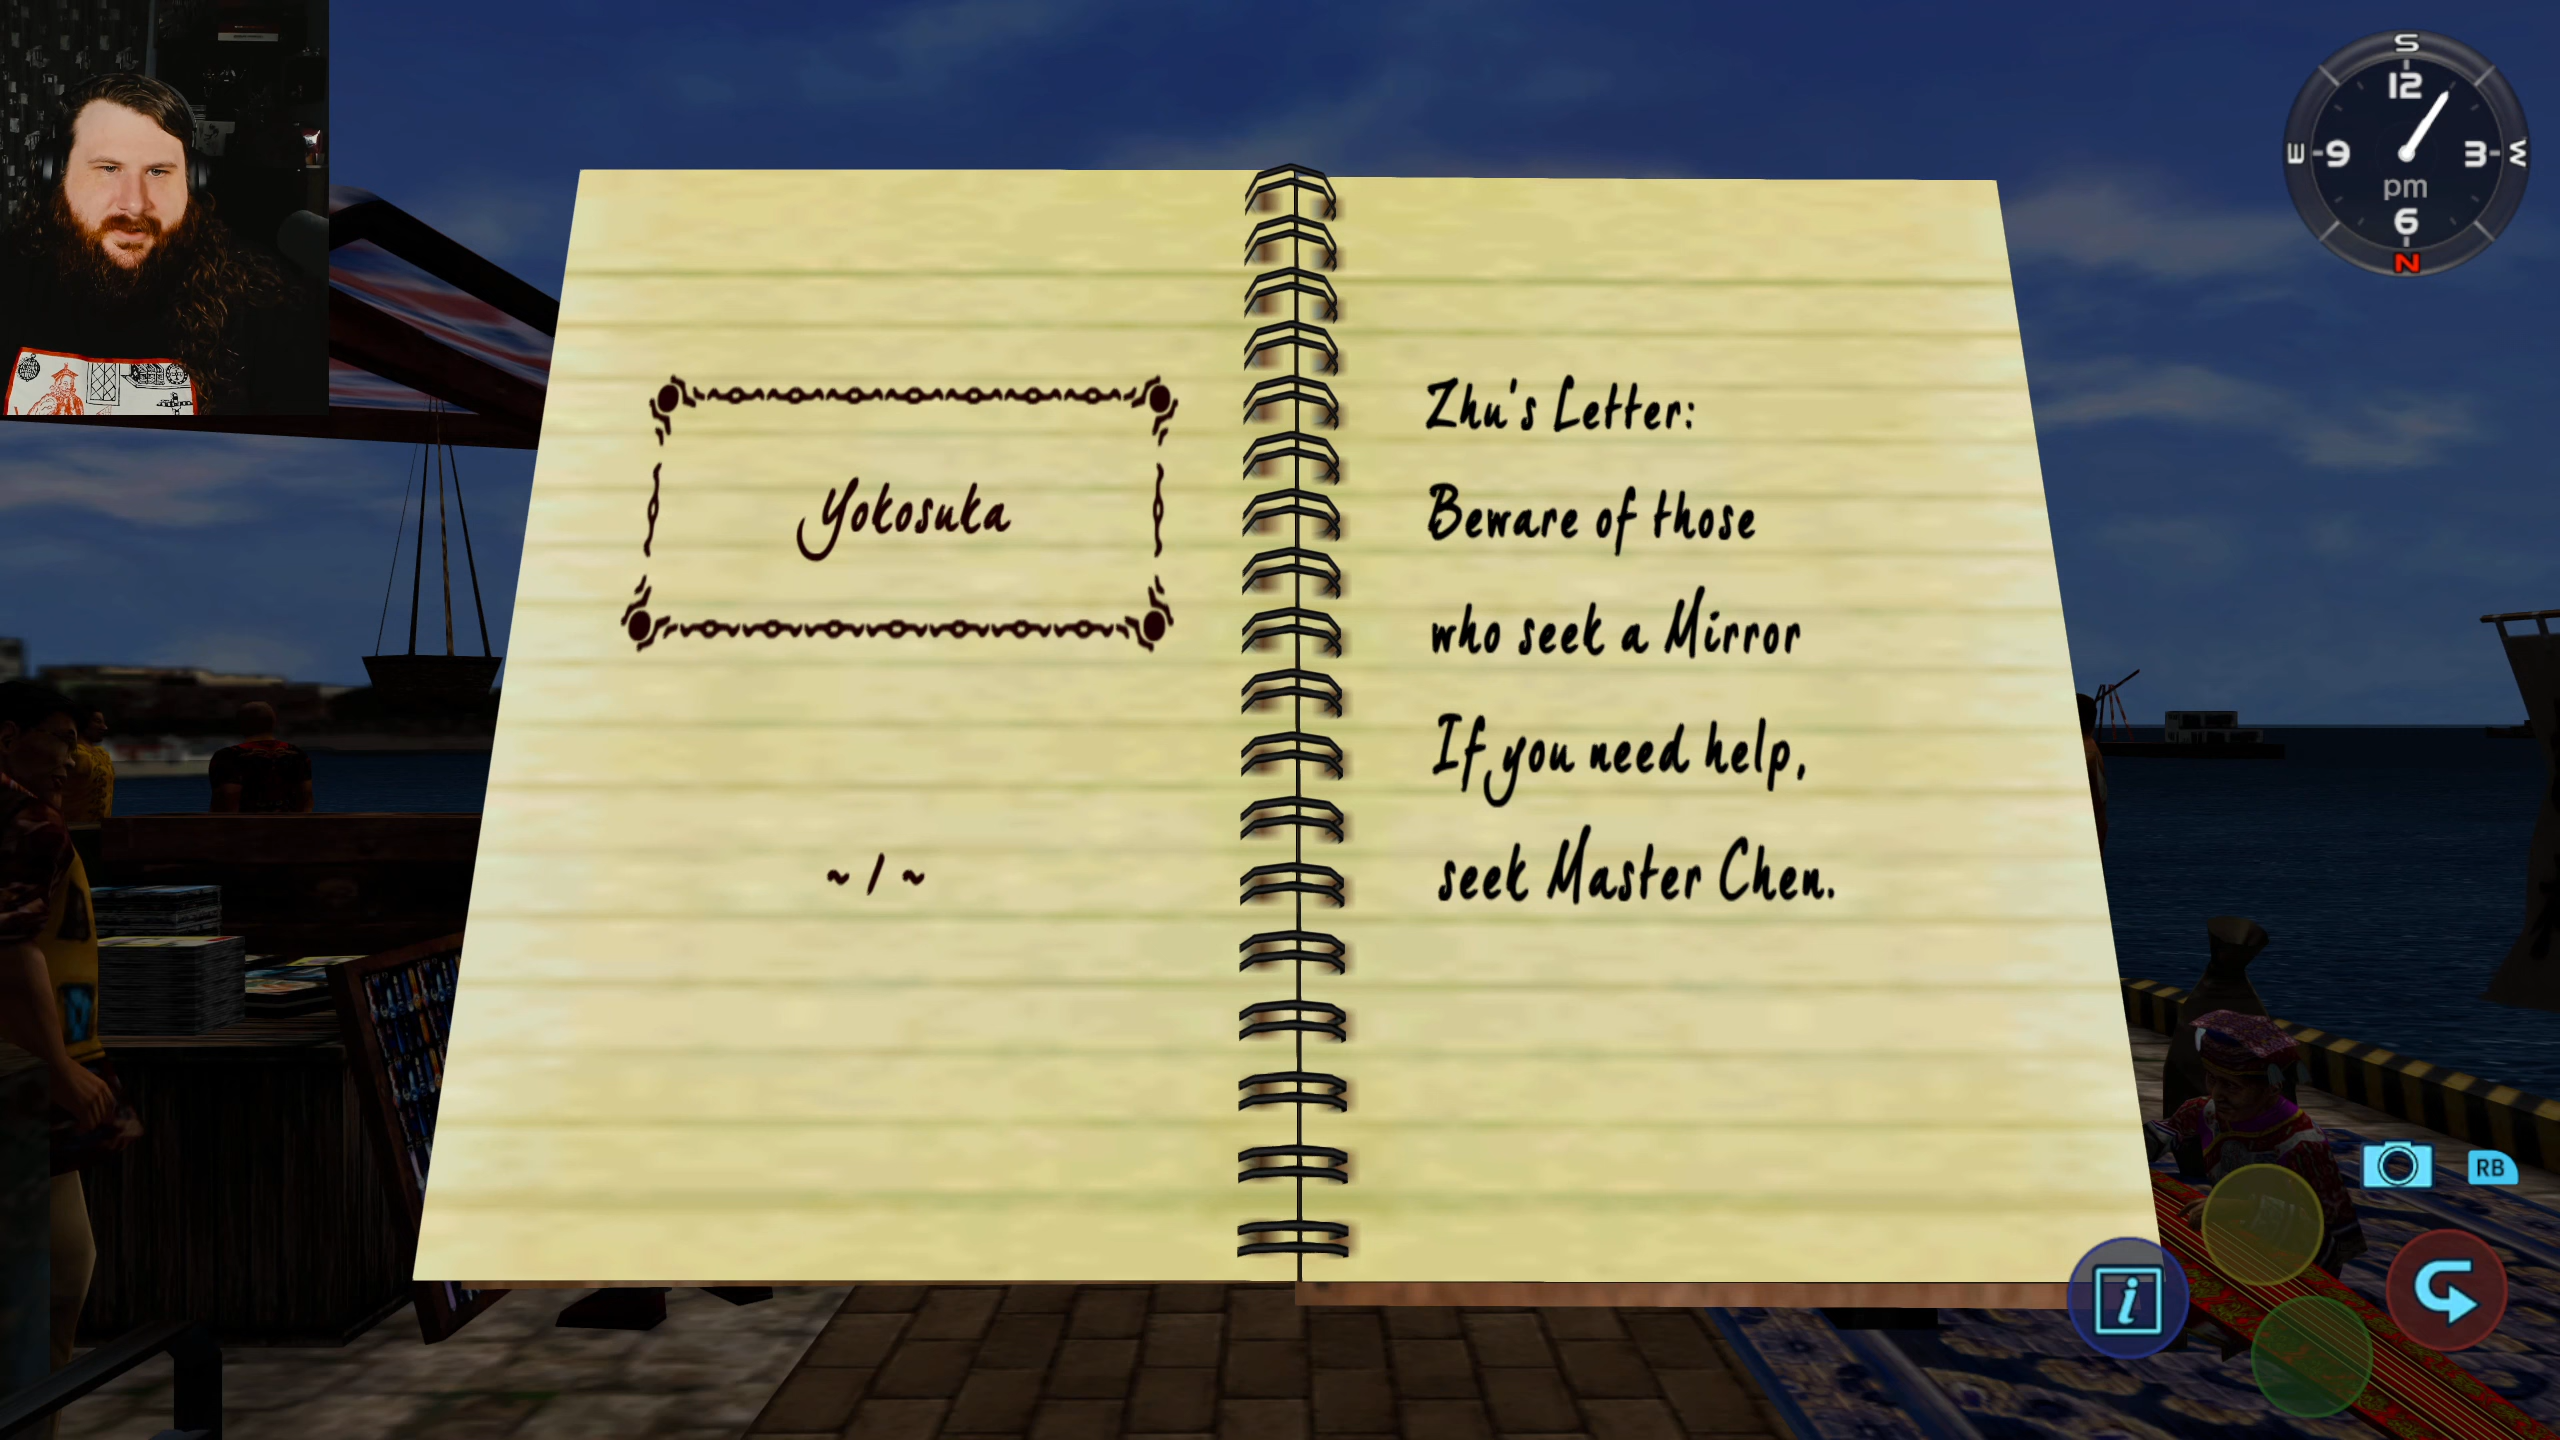 Yokosuka
~ / ~
Zhu's Letter:
Beware of those
who seek a Mirror
If you need help,
seek Master Chen.
S
12
E 9 3 W
pm
6
N
RB
i